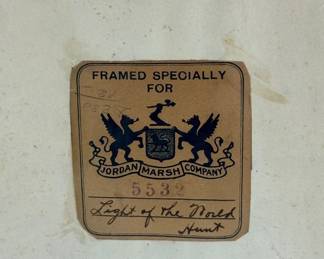 FRAMED SPECIALLY
FOR
JORDAN MARSH COMPANY
5532
Light of the World
Hunt